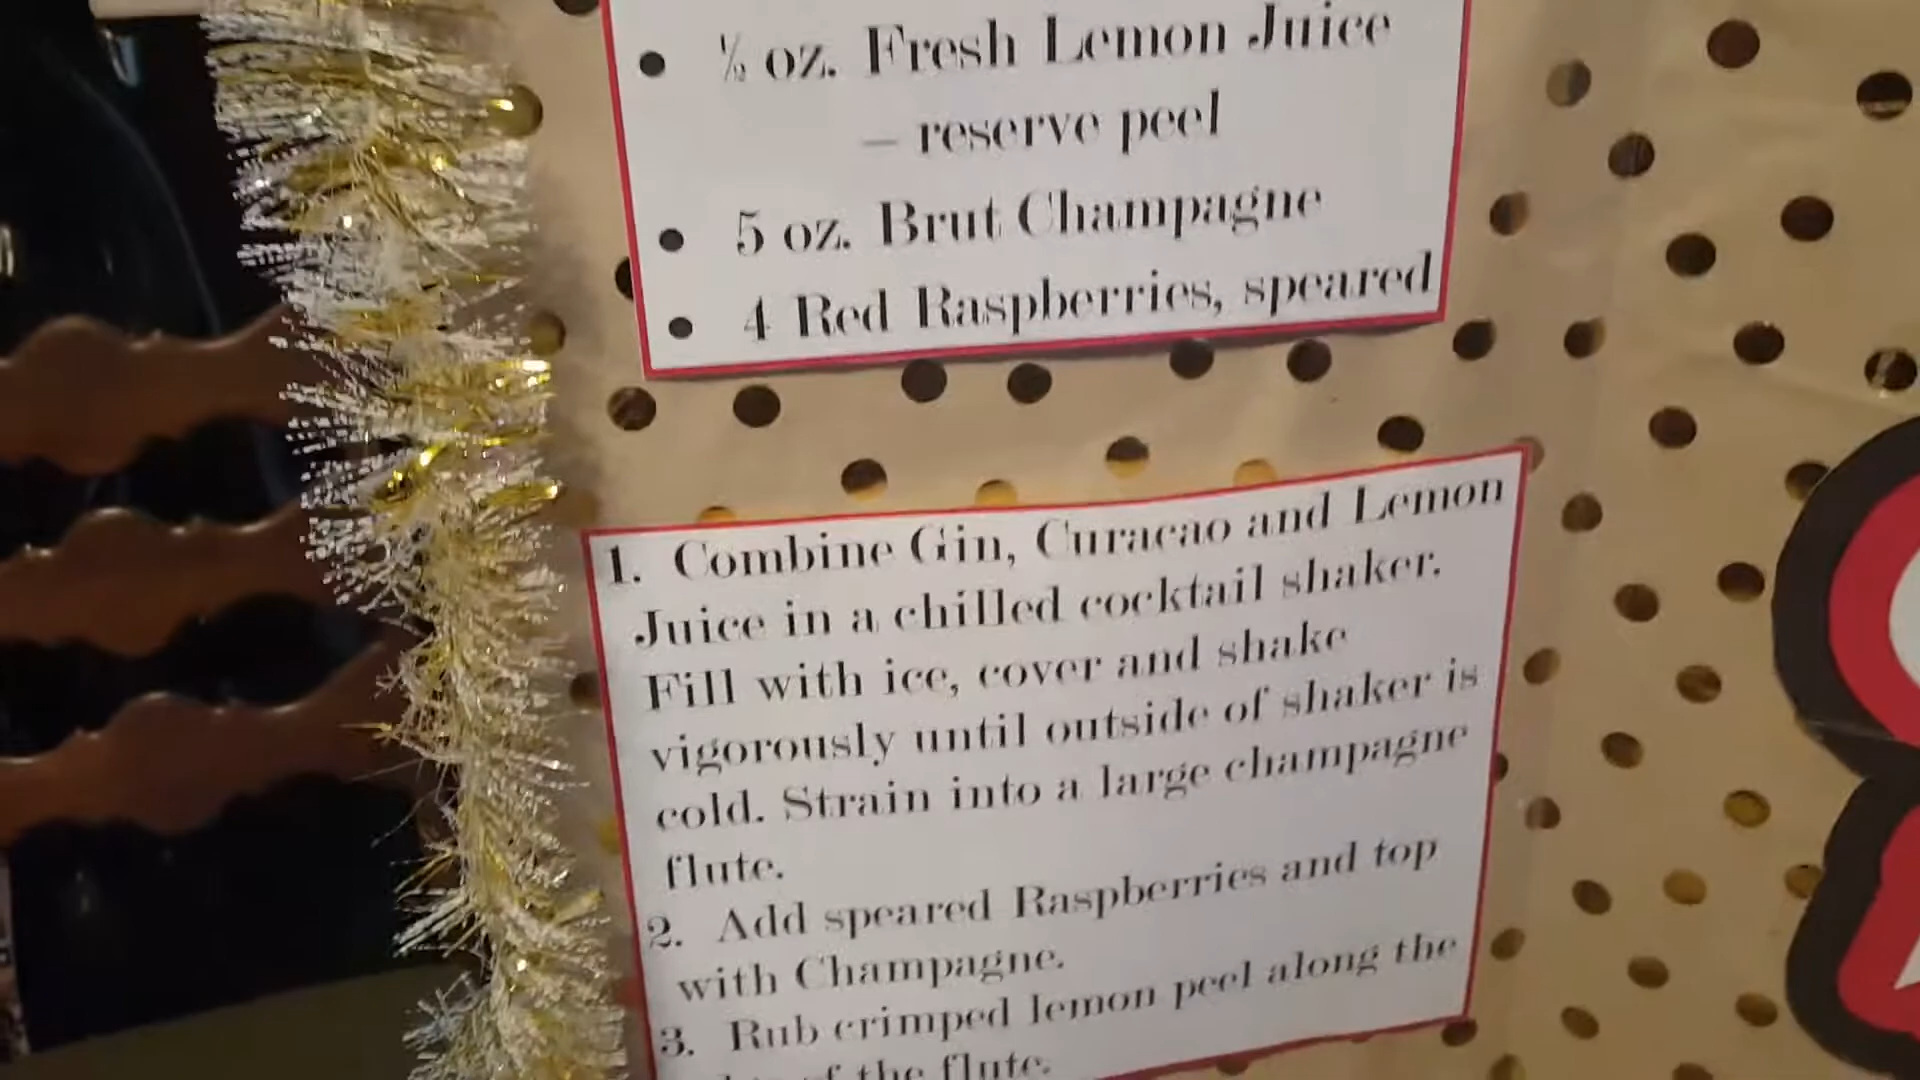 • ½ oz. Fresh Lemon Juice
– reserve peel
• 5 oz. Brut Champagne
• 4 Red Raspberries, speared
1. Combine Gin, Curacao and Lemon
Juice in a chilled cocktail shaker.
Fill with ice, cover and shake
vigorously until outside of shaker is
cold. Strain into a large champagne
flute.
2. Add speared Raspberries and top
with Champagne.
3. Rub crimped lemon peel along the
of the flute.